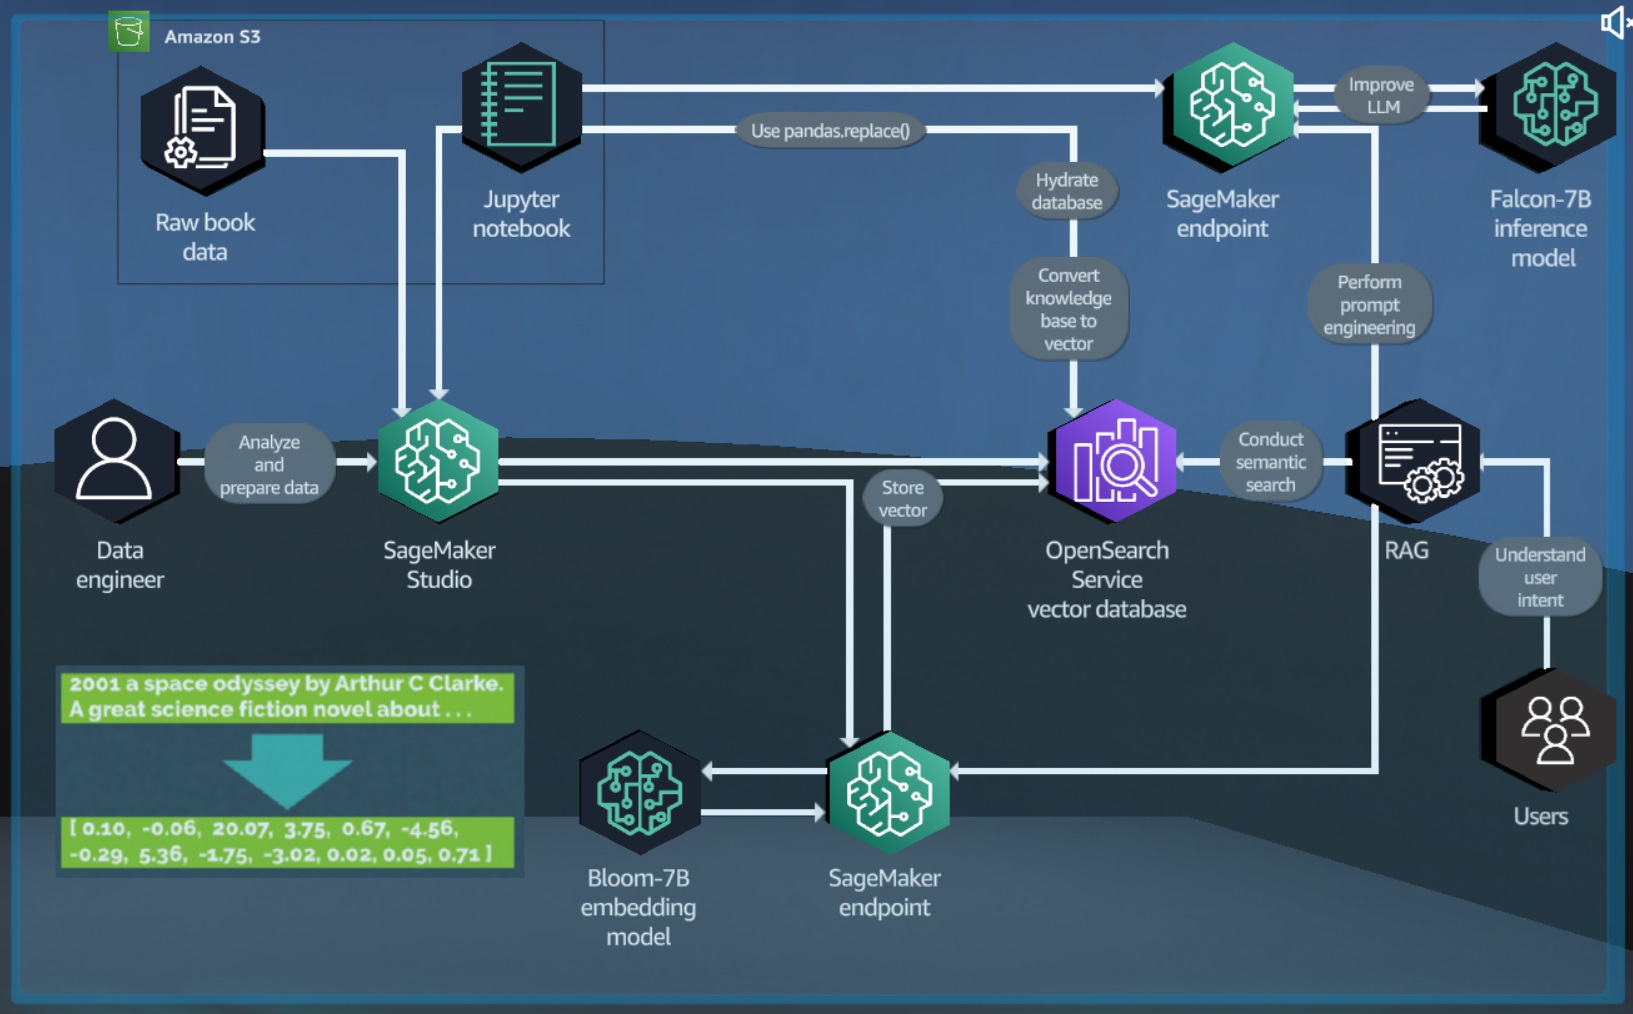 Amazon S3
Raw book
data
Jupyter
notebook
Use pandas.replace()
Hydrate
database
Convert
knowledge
base to
vector
SageMaker
endpoint
Improve
LLM
Falcon-7B
inference
model
Perform
prompt
engineering
Data
engineer
Analyze
and
prepare data
SageMaker
Studio
Store
vector
OpenSearch
Service
vector database
Conduct
semantic
search
RAG
Understand
user
intent
Users
2001 a space odyssey by Arthur C Clarke.
A great science fiction novel about . . .
[ 0.10, -0.06, 20.07, 3.75, 0.67, -4.56,
-0.29, 5.36, -1.75, -3.02, 0.02, 0.05, 0.71 ]
Bloom-7B
embedding
model
SageMaker
endpoint